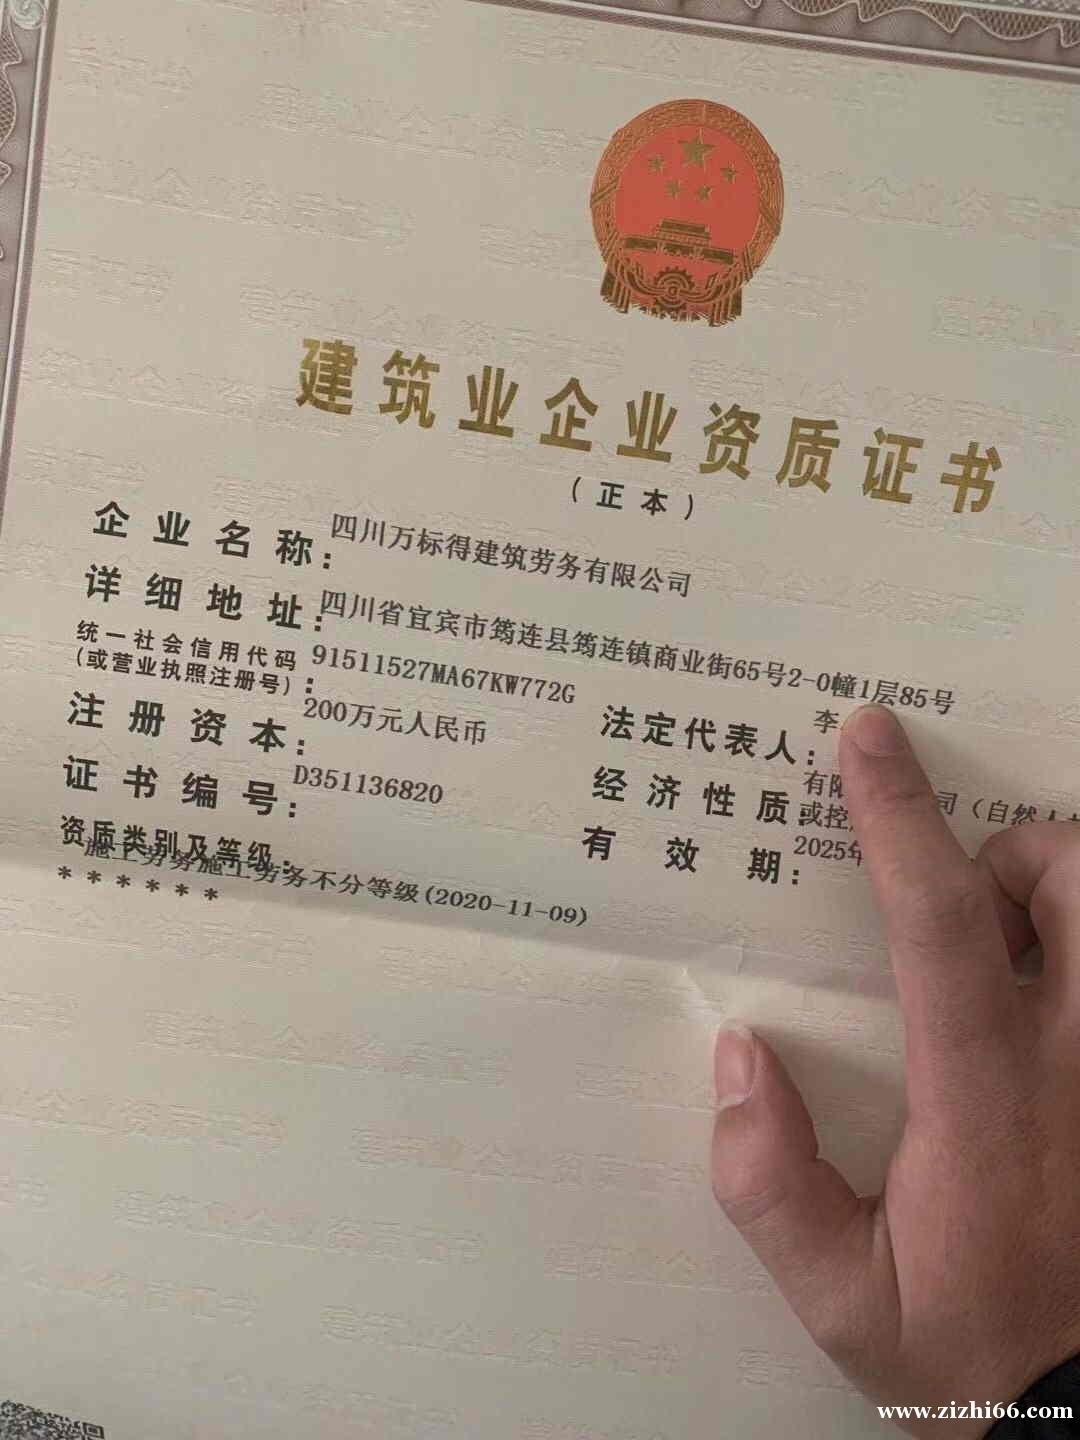 建筑业企业资质证书
(正本)
企业名称：四川万标得建筑劳务有限公司
详细地址：四川省宜宾市筠连县筠连镇商业街65号2-0幢1层85号
统一社会信用代码
(或营业执照注册号)：91511527MA67KW772G
法定代表人：李
注册资本：200万元人民币
经济性质：有限 司（自然人
或控
证书编号：D351136820
有效期：2025年
资质类别及等级：
施工劳务施工劳务不分等级(2020-11-09)
******
www.zizhi66.com